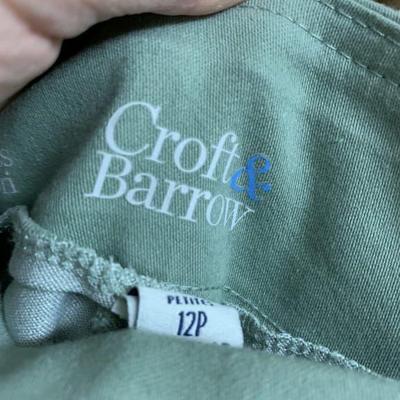 Croft &
Barrow
PETITE
12P